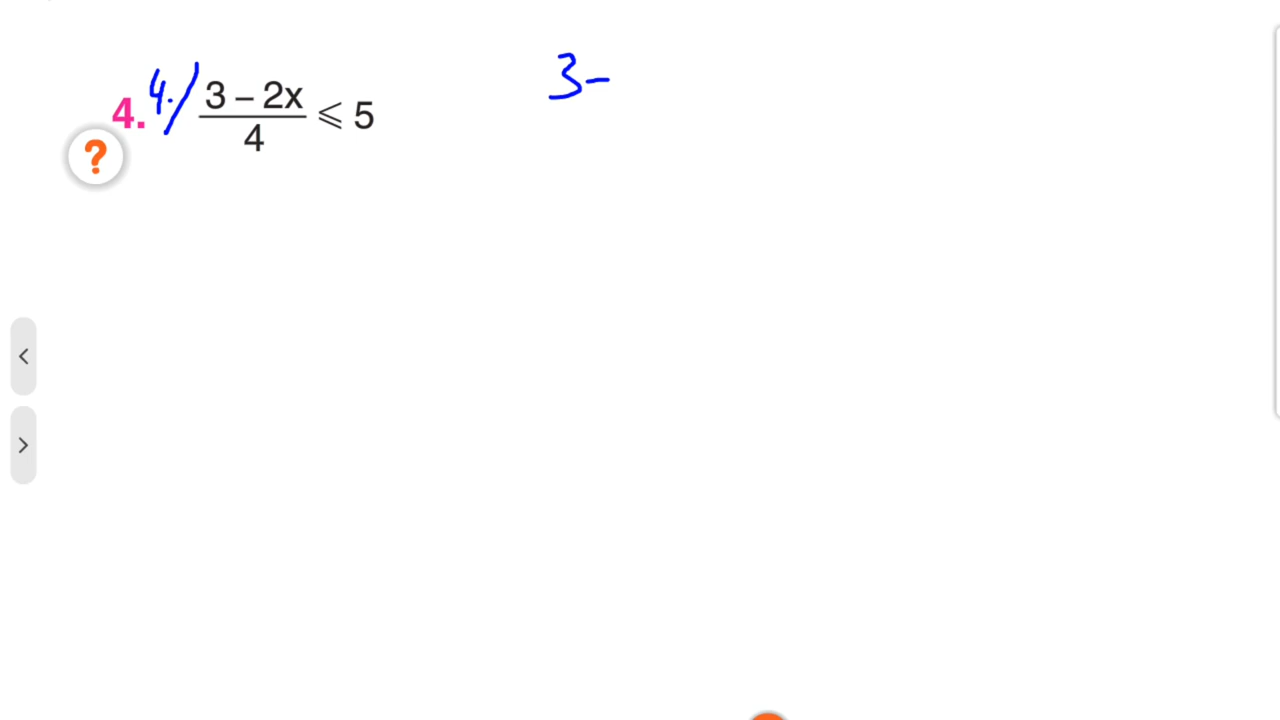 4. 4./ 3 – 2x / 4 ⩽ 5
3 –
?